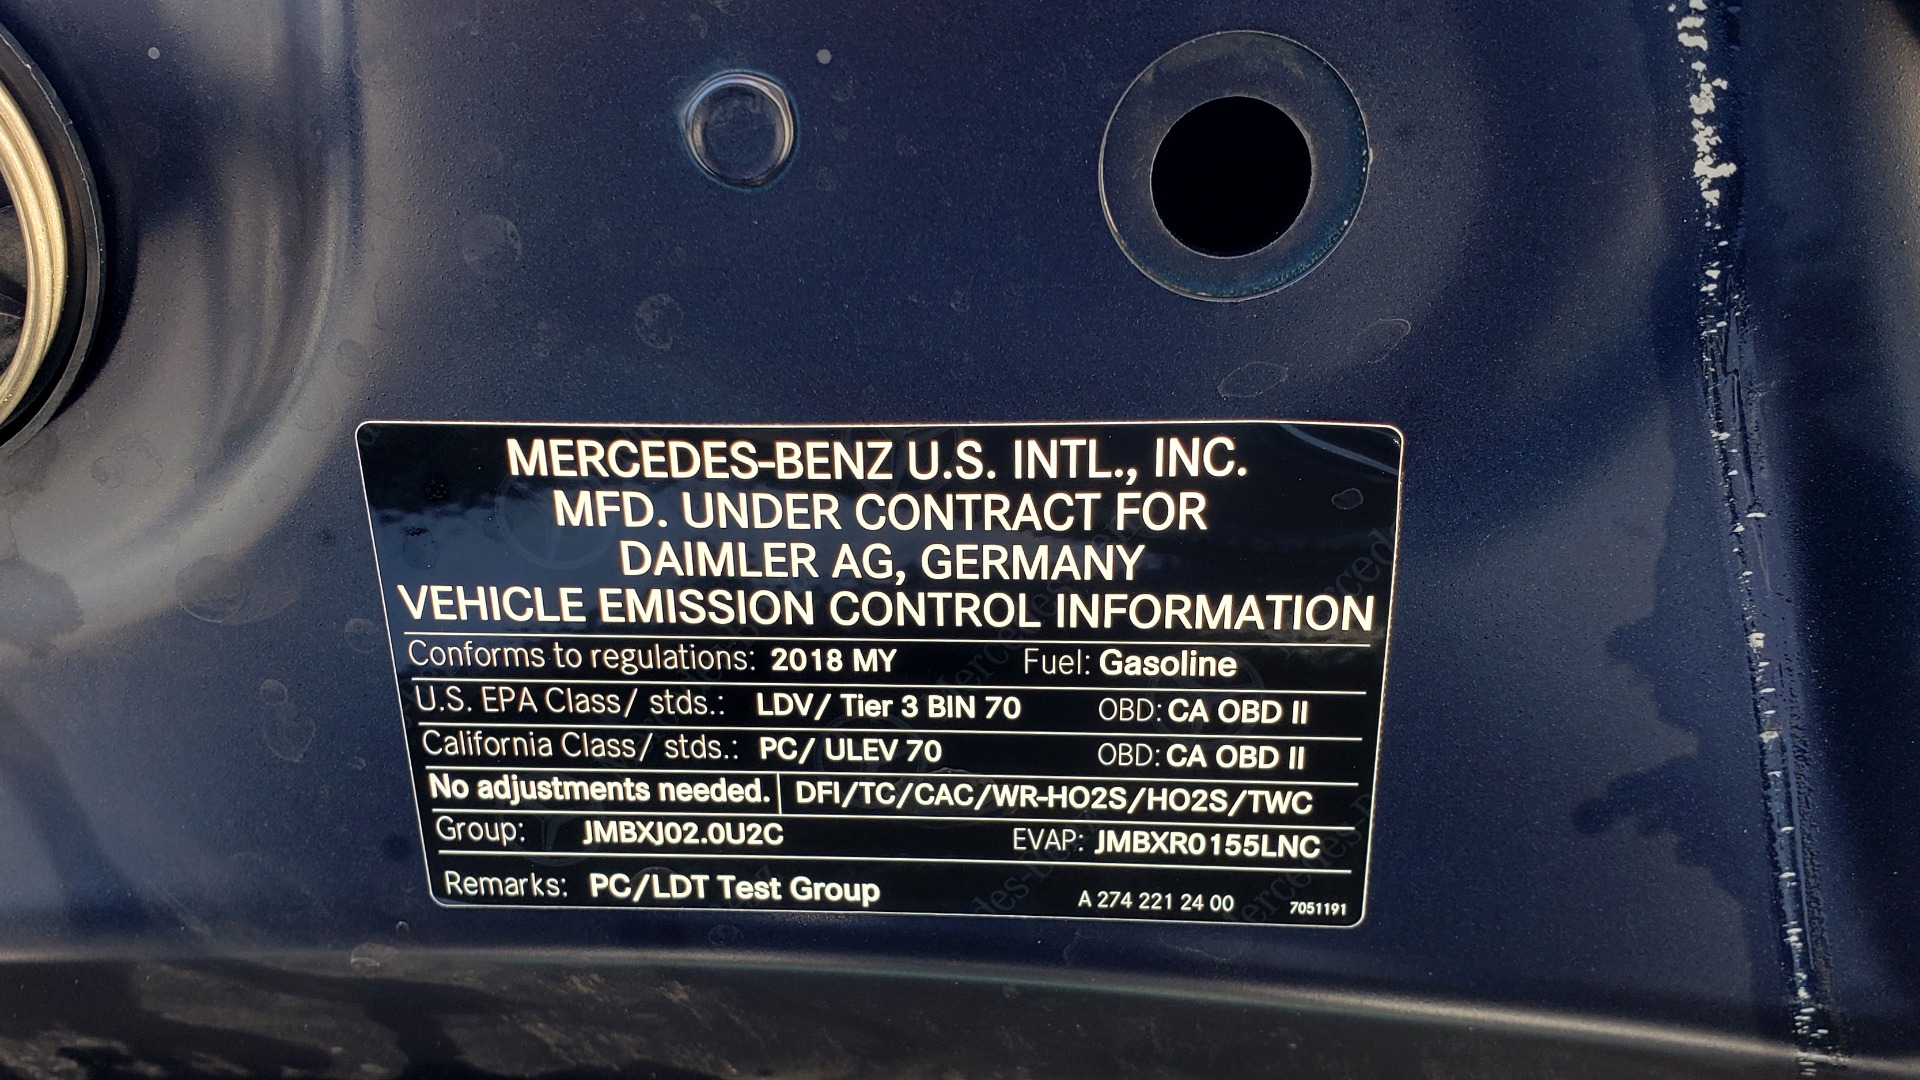 MERCEDES-BENZ U.S. INTL., INC.
MFD. UNDER CONTRACT FOR
DAIMLER AG, GERMANY
VEHICLE EMISSION CONTROL INFORMATION
Conforms to regulations: 2018 MY Fuel: Gasoline
U.S. EPA Class/ stds.: LDV/ Tier 3 BIN 70 OBD: CA OBD II
California Class/ stds.: PC/ ULEV 70 OBD: CA OBD II
No adjustments needed. DFI/TC/CAC/WR-HO2S/HO2S/TWC
Group: JMBXJ02.0U2C EVAP: JMBXR0155LNC
Remarks: PC/LDT Test Group A 274 221 24 00 7051191